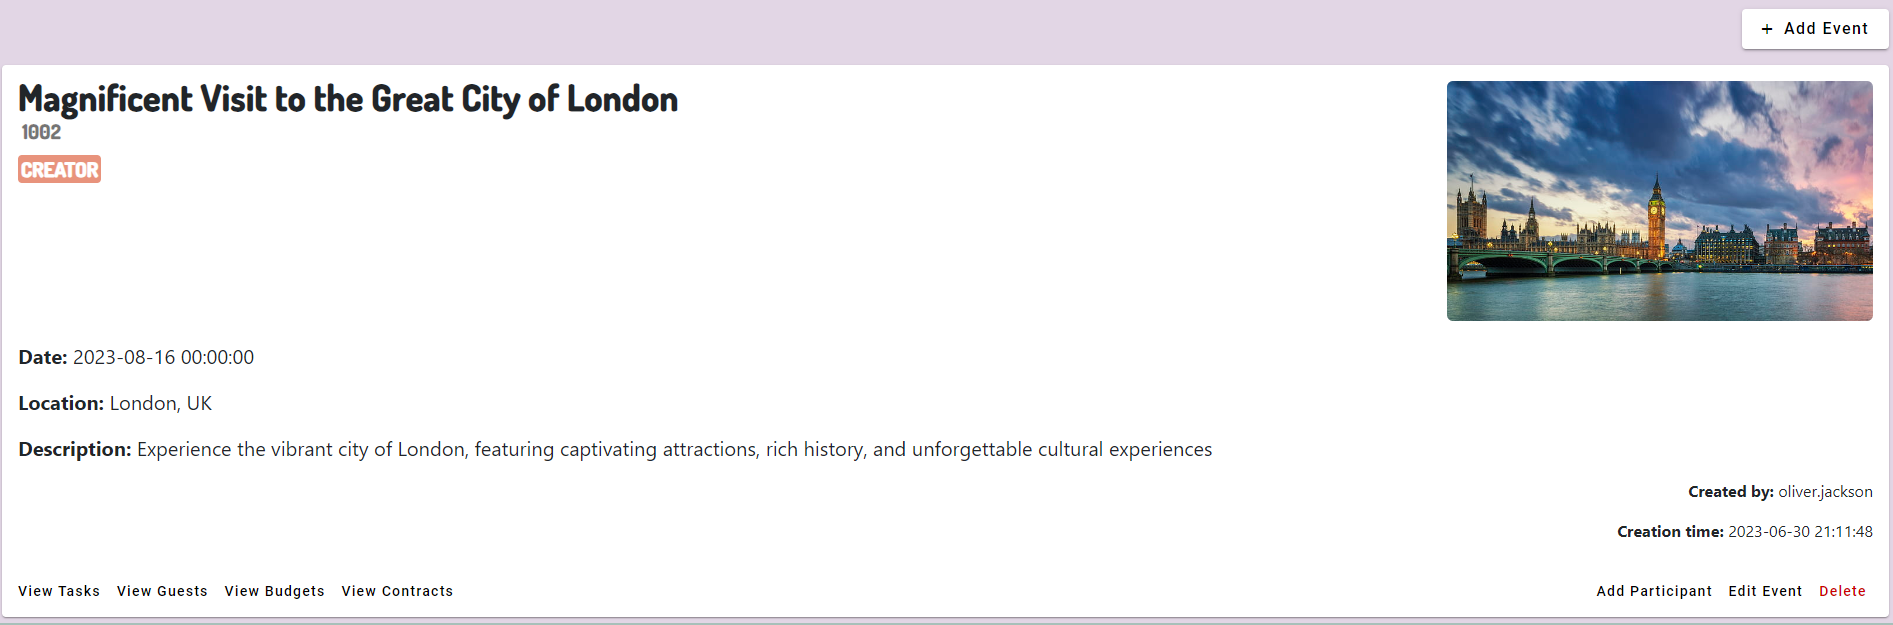 + Add Event
Magnificent Visit to the Great City of London
1002
CREATOR
Date: 2023-08-16 00:00:00
Location: London, UK
Description: Experience the vibrant city of London, featuring captivating attractions, rich history, and unforgettable cultural experiences
Created by: oliver.jackson
Creation time: 2023-06-30 21:11:48
View Tasks View Guests View Budgets View Contracts Add Participant Edit Event Delete